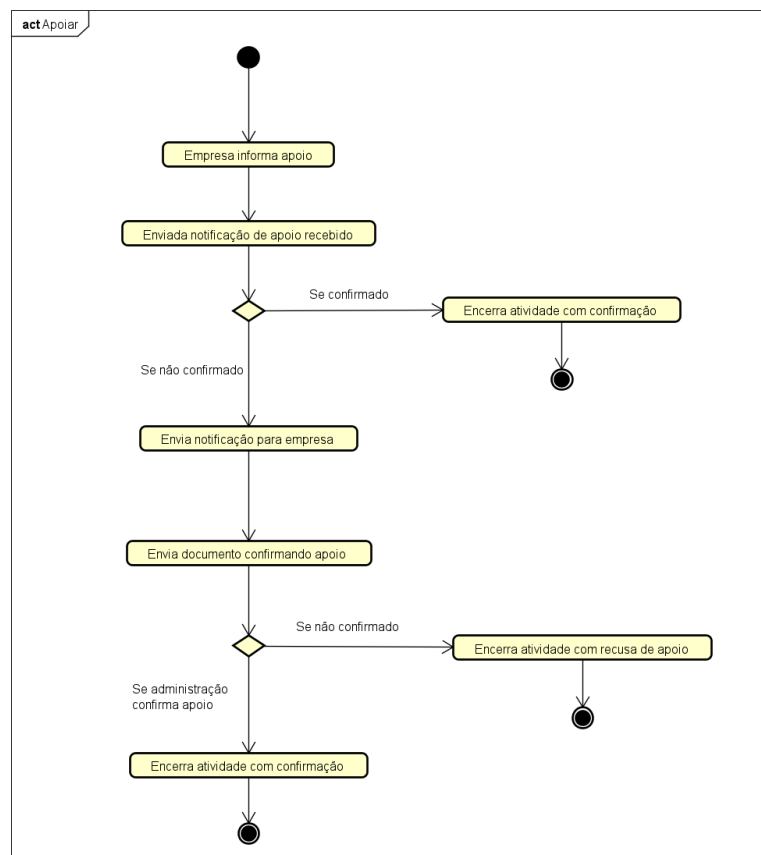 act Apoiar
Empresa informa apoio
Enviada notificação de apoio recebido
Se confirmado
Encerra atividade com confirmação
Se não confirmado
Envia notificação para empresa
Envia documento confirmando apoio
Se não confirmado
Encerra atividade com recusa de apoio
Se administração
confirma apoio
Encerra atividade com confirmação